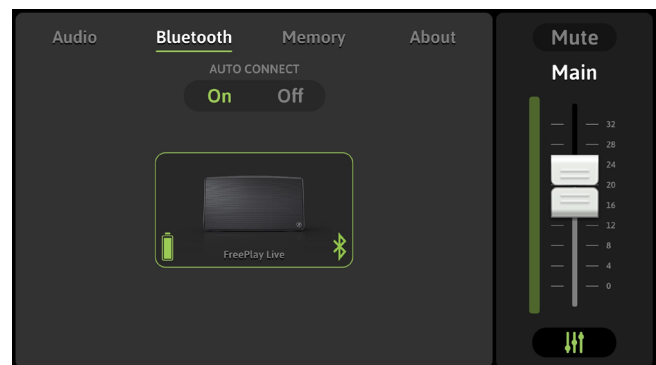 Audio Bluetooth Memory About
AUTO CONNECT
On Off
FreePlay Live
Mute
Main
32
28
24
20
16
12
8
4
0